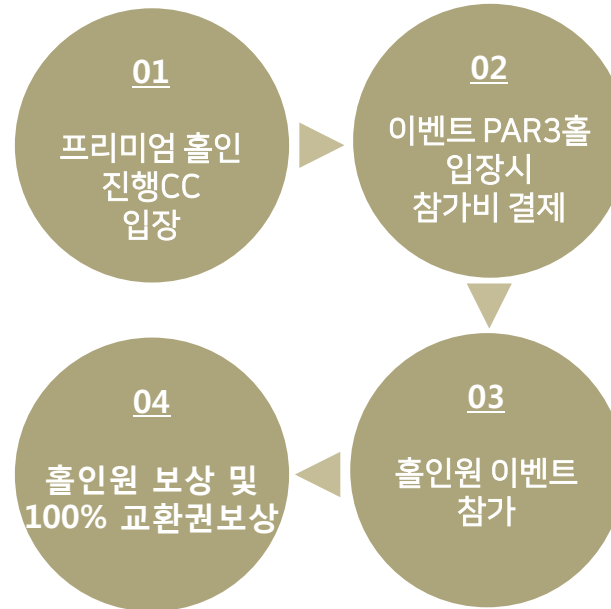 01
프리미엄 홀인
진행CC
입장
02
이벤트 PAR3홀
입장시
참가비 결제
03
홀인원 이벤트
참가
04
홀인원 보상 및
100% 교환권보상